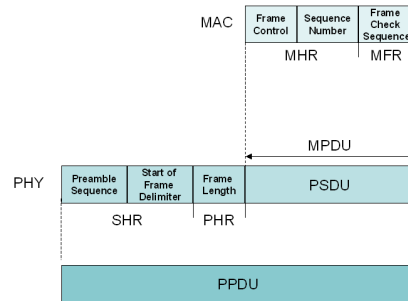 MAC
Frame
Control
Sequence
Number
Frame
Check
Sequence
MHR
MFR
MPDU
PHY
Preamble
Sequence
Start of
Frame
Delimiter
Frame
Length
PSDU
SHR
PHR
PPDU